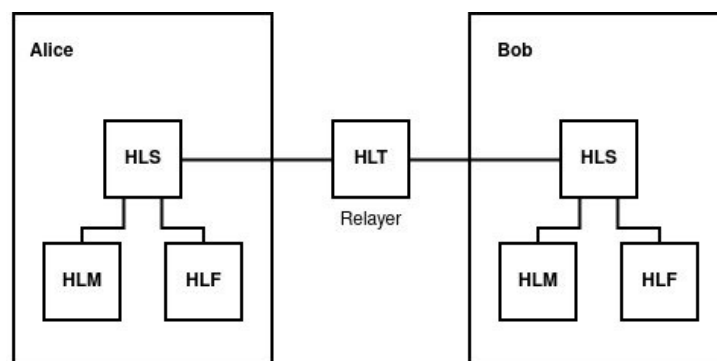 Alice
Bob
HLS
HLT
HLS
Relayer
HLM
HLF
HLM
HLF